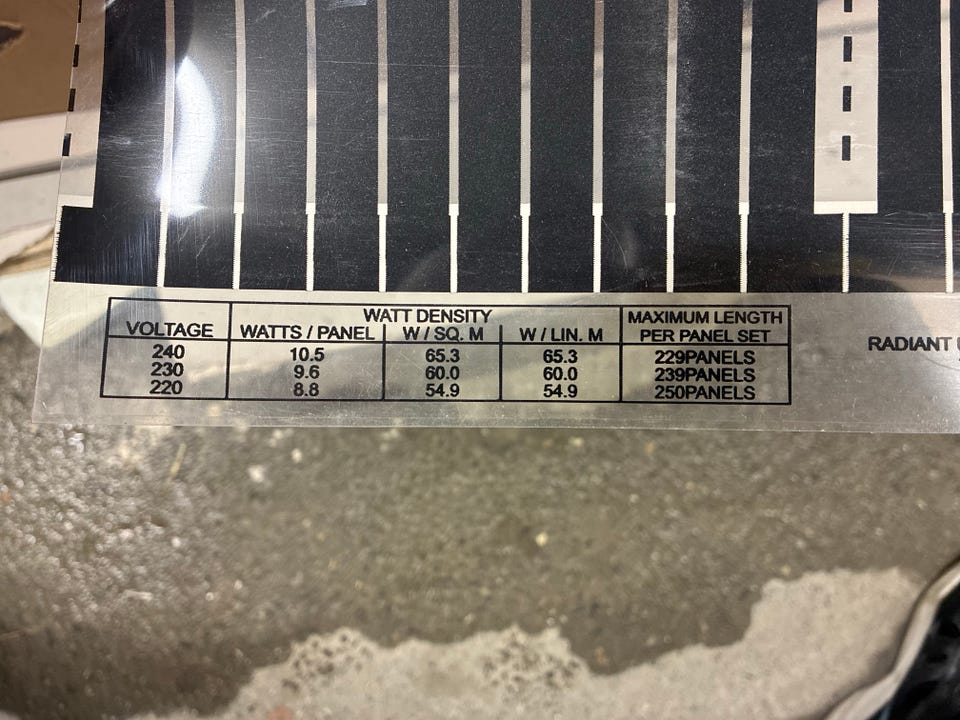 VOLTAGE WATT DENSITY MAXIMUM LENGTH
WATTS / PANEL W / SQ. M W / LIN. M PER PANEL SET
240 10.5 65.3 65.3 229PANELS
230 9.6 60.0 60.0 239PANELS
220 8.8 54.9 54.9 250PANELS
RADIANT